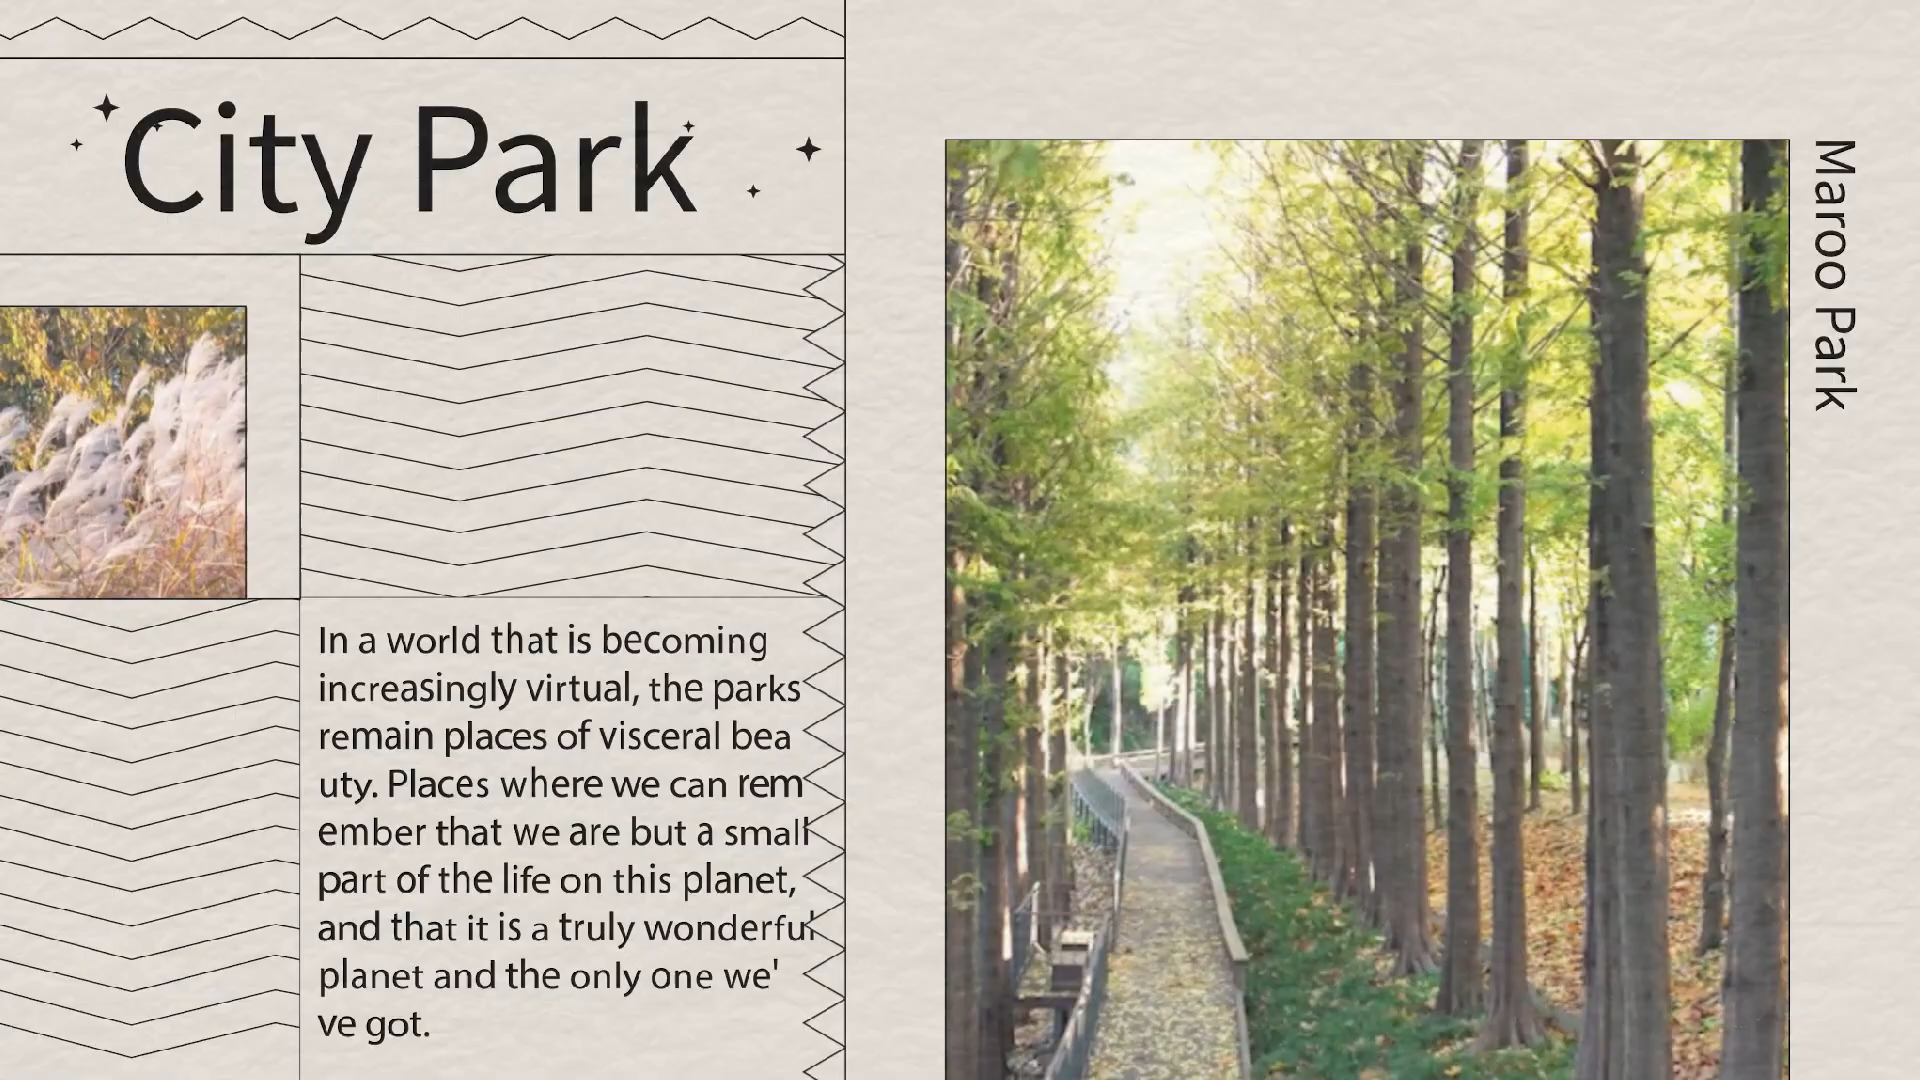 City Park
In a world that is becoming
increasingly virtual, the parks
remain places of visceral bea
uty. Places where we can rem
ember that we are but a small
part of the life on this planet,
and that it is a truly wonderful
planet and the only one we'
ve got.
Maroo Park